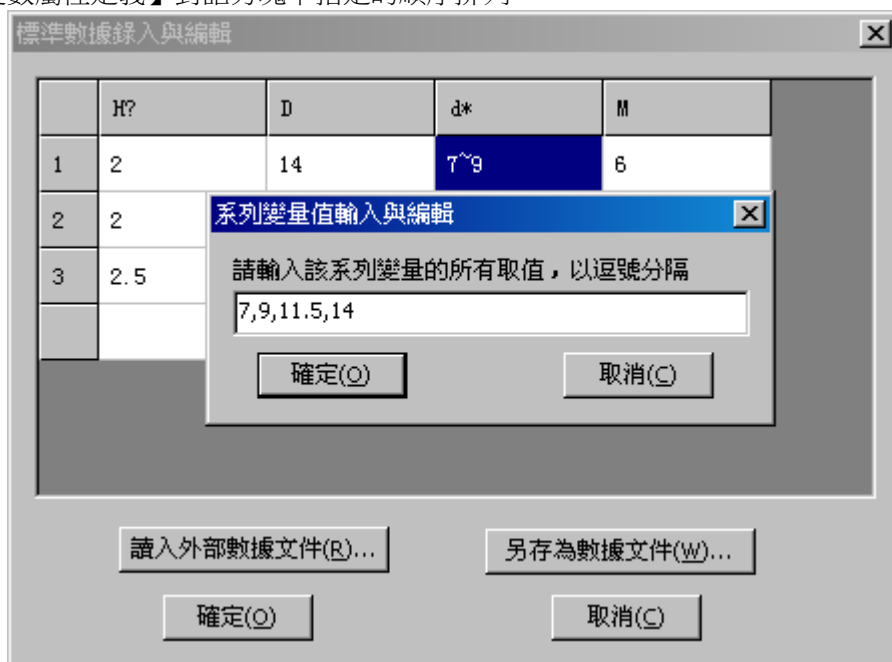 標準數據錄入與編輯
H? D d* M
1 2 14 7~9 6
2 2
系列變量值輸入與編輯
3 2.5
請輸入該系列變量的所有取值，以逗號分隔
7,9,11.5,14
確定(O) 取消(C)
讀入外部數據文件(R)... 另存為數據文件(W)...
確定(O) 取消(C)